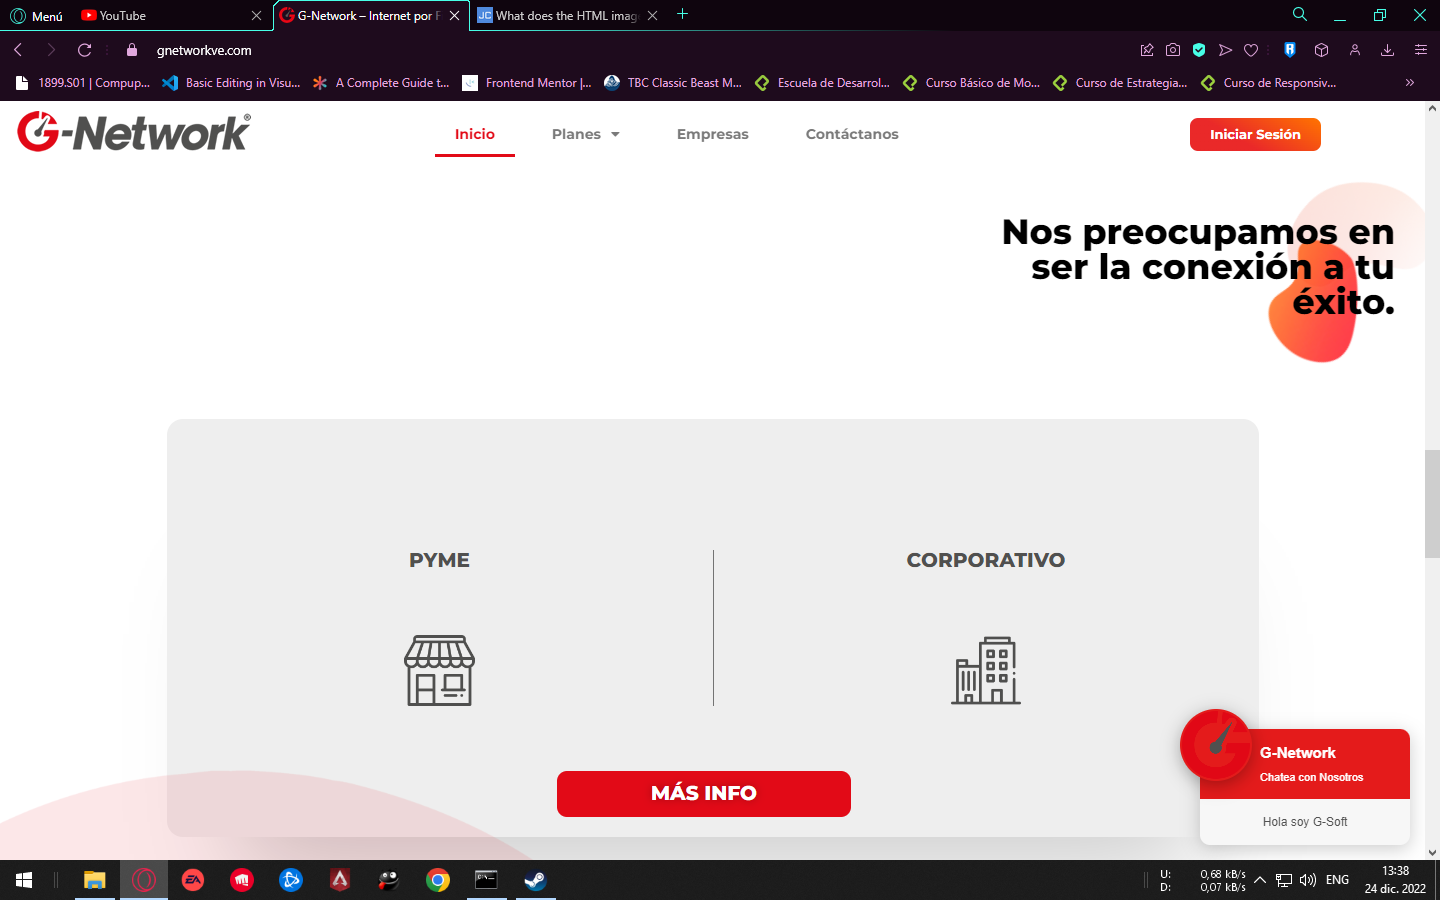 Menú
YouTube
G-Network – Internet por F
What does the HTML imag
gnetworkve.com
1899.S01 | Compup...
Basic Editing in Visu...
A Complete Guide t...
Frontend Mentor |...
TBC Classic Beast M...
Escuela de Desarrol...
Curso Básico de Mo...
Curso de Estrategia...
Curso de Responsiv...
G-Network®
Inicio
Planes
Empresas
Contáctanos
Iniciar Sesión
Nos preocupamos en
ser la conexión a tu
éxito.
PYME
CORPORATIVO
MÁS INFO
G-Network
Chatea con Nosotros
Hola soy G-Soft
U: 0,68 kB/s
D: 0,07 kB/s
ENG
13:38
24 dic. 2022